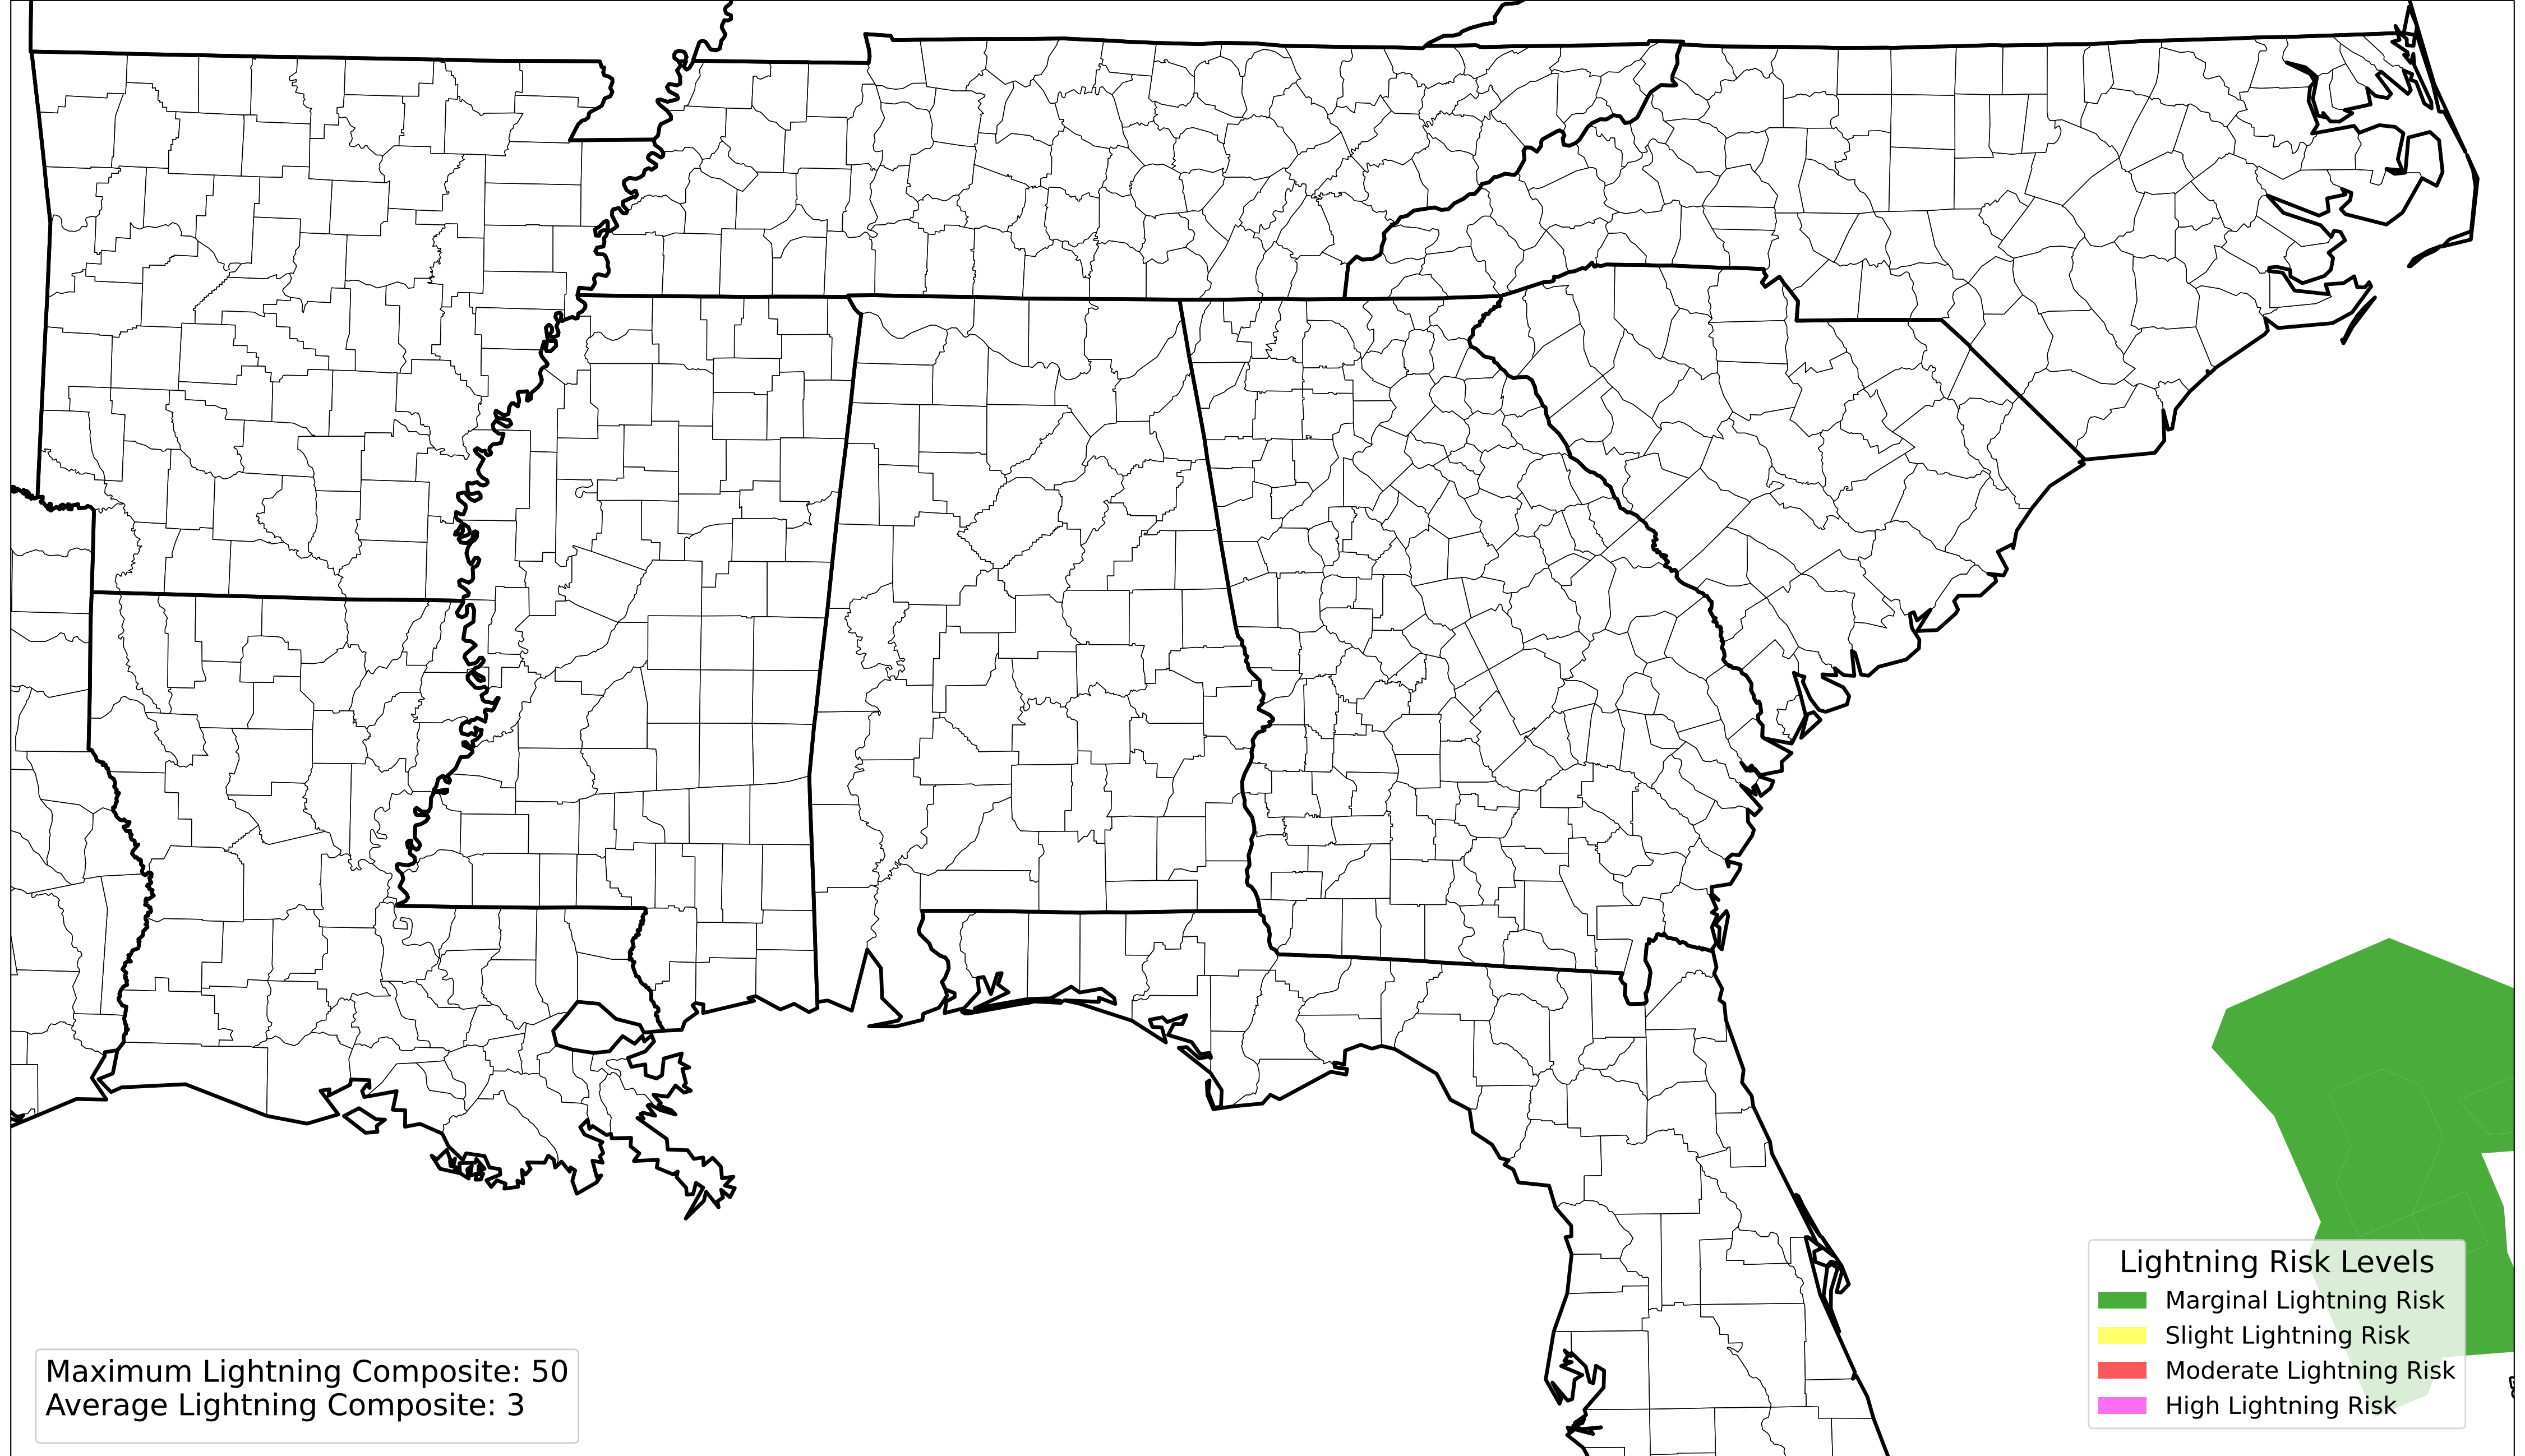 Lightning Risk Levels
Marginal Lightning Risk
Slight Lightning Risk
Moderate Lightning Risk
High Lightning Risk
Maximum Lightning Composite: 50
Average Lightning Composite: 3